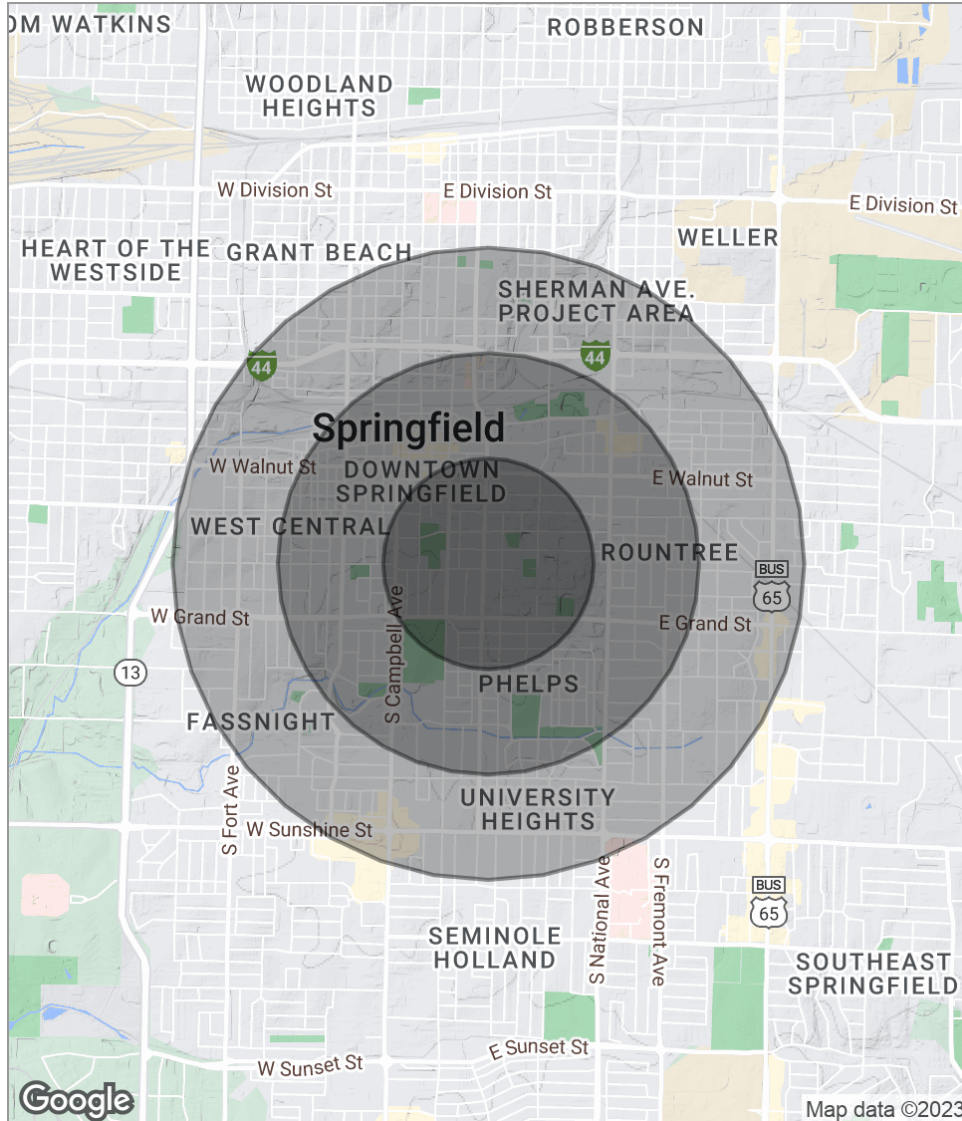 OM WATKINS
ROBBERSON
WOODLAND
HEIGHTS
W Division St
E Division St
E Division St
WELLER
HEART OF THE
WESTSIDE
GRANT BEACH
SHERMAN AVE.
PROJECT AREA
44
44
Springfield
W Walnut St
DOWNTOWN
SPRINGFIELD
E Walnut St
WEST CENTRAL
ROUNTREE
BUS
65
W Grand St
S Campbell Ave
E Grand St
13
PHELPS
FASSNIGHT
UNIVERSITY
HEIGHTS
S Fort Ave
W Sunshine St
S National Ave
S Fremont Ave
BUS
65
SEMINOLE
HOLLAND
SOUTHEAST
SPRINGFIELD
E Sunset St
W Sunset St
Google
Map data ©2023